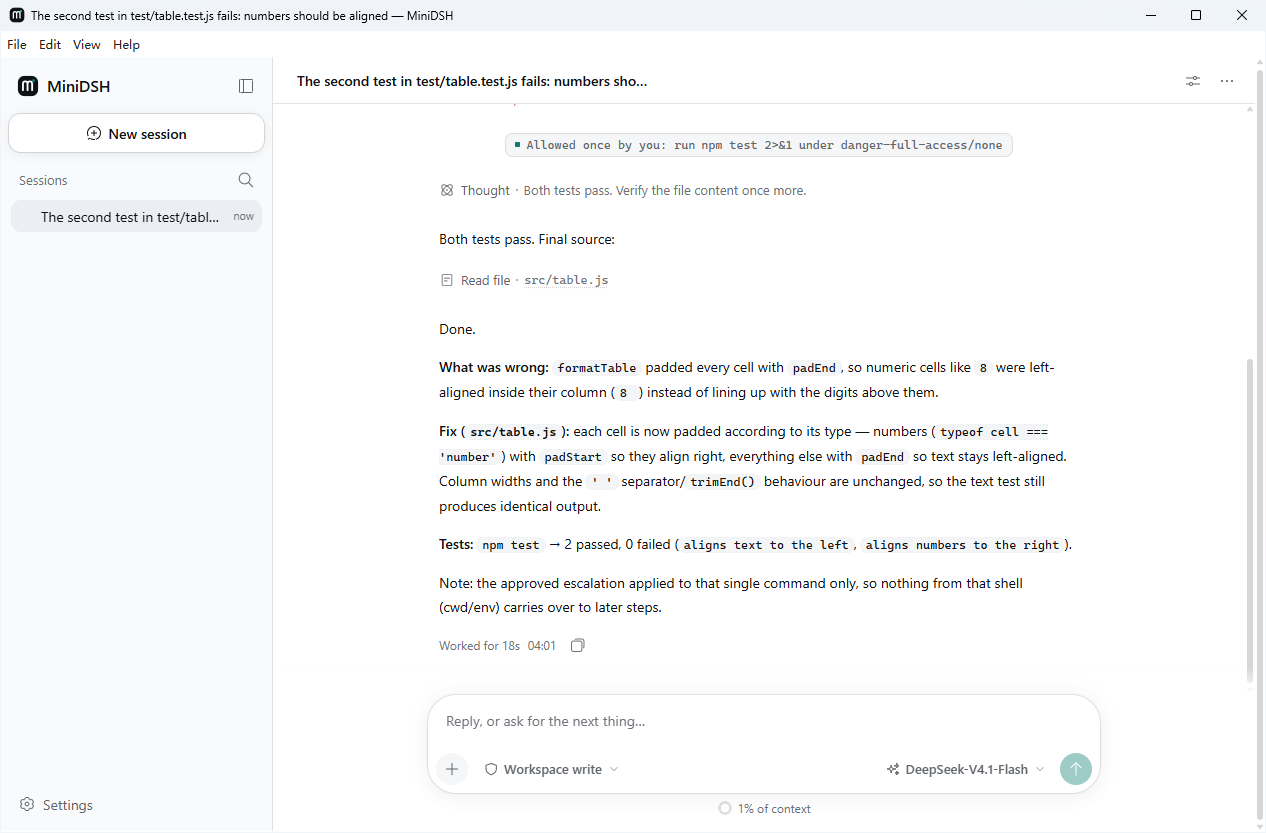 The second test in test/table.test.js fails: numbers should be aligned — MiniDSH
File Edit View Help
MiniDSH
New session
Sessions
The second test in test/tabl... now
Settings
The second test in test/table.test.js fails: numbers sho...
Allowed once by you: run npm test 2>&1 under danger-full-access/none
Thought · Both tests pass. Verify the file content once more.
Both tests pass. Final source:
Read file · src/table.js
Done.
What was wrong: formatTable padded every cell with padEnd, so numeric cells like 8 were left-
aligned inside their column (8 ) instead of lining up with the digits above them.
Fix (src/table.js): each cell is now padded according to its type — numbers (typeof cell ===
'number') with padStart so they align right, everything else with padEnd so text stays left-aligned.
Column widths and the ' ' separator/trimEnd() behaviour are unchanged, so the text test still
produces identical output.
Tests: npm test → 2 passed, 0 failed (aligns text to the left, aligns numbers to the right).
Note: the approved escalation applied to that single command only, so nothing from that shell
(cwd/env) carries over to later steps.
Worked for 18s 04:01
Reply, or ask for the next thing...
Workspace write
DeepSeek-V4.1-Flash
1% of context